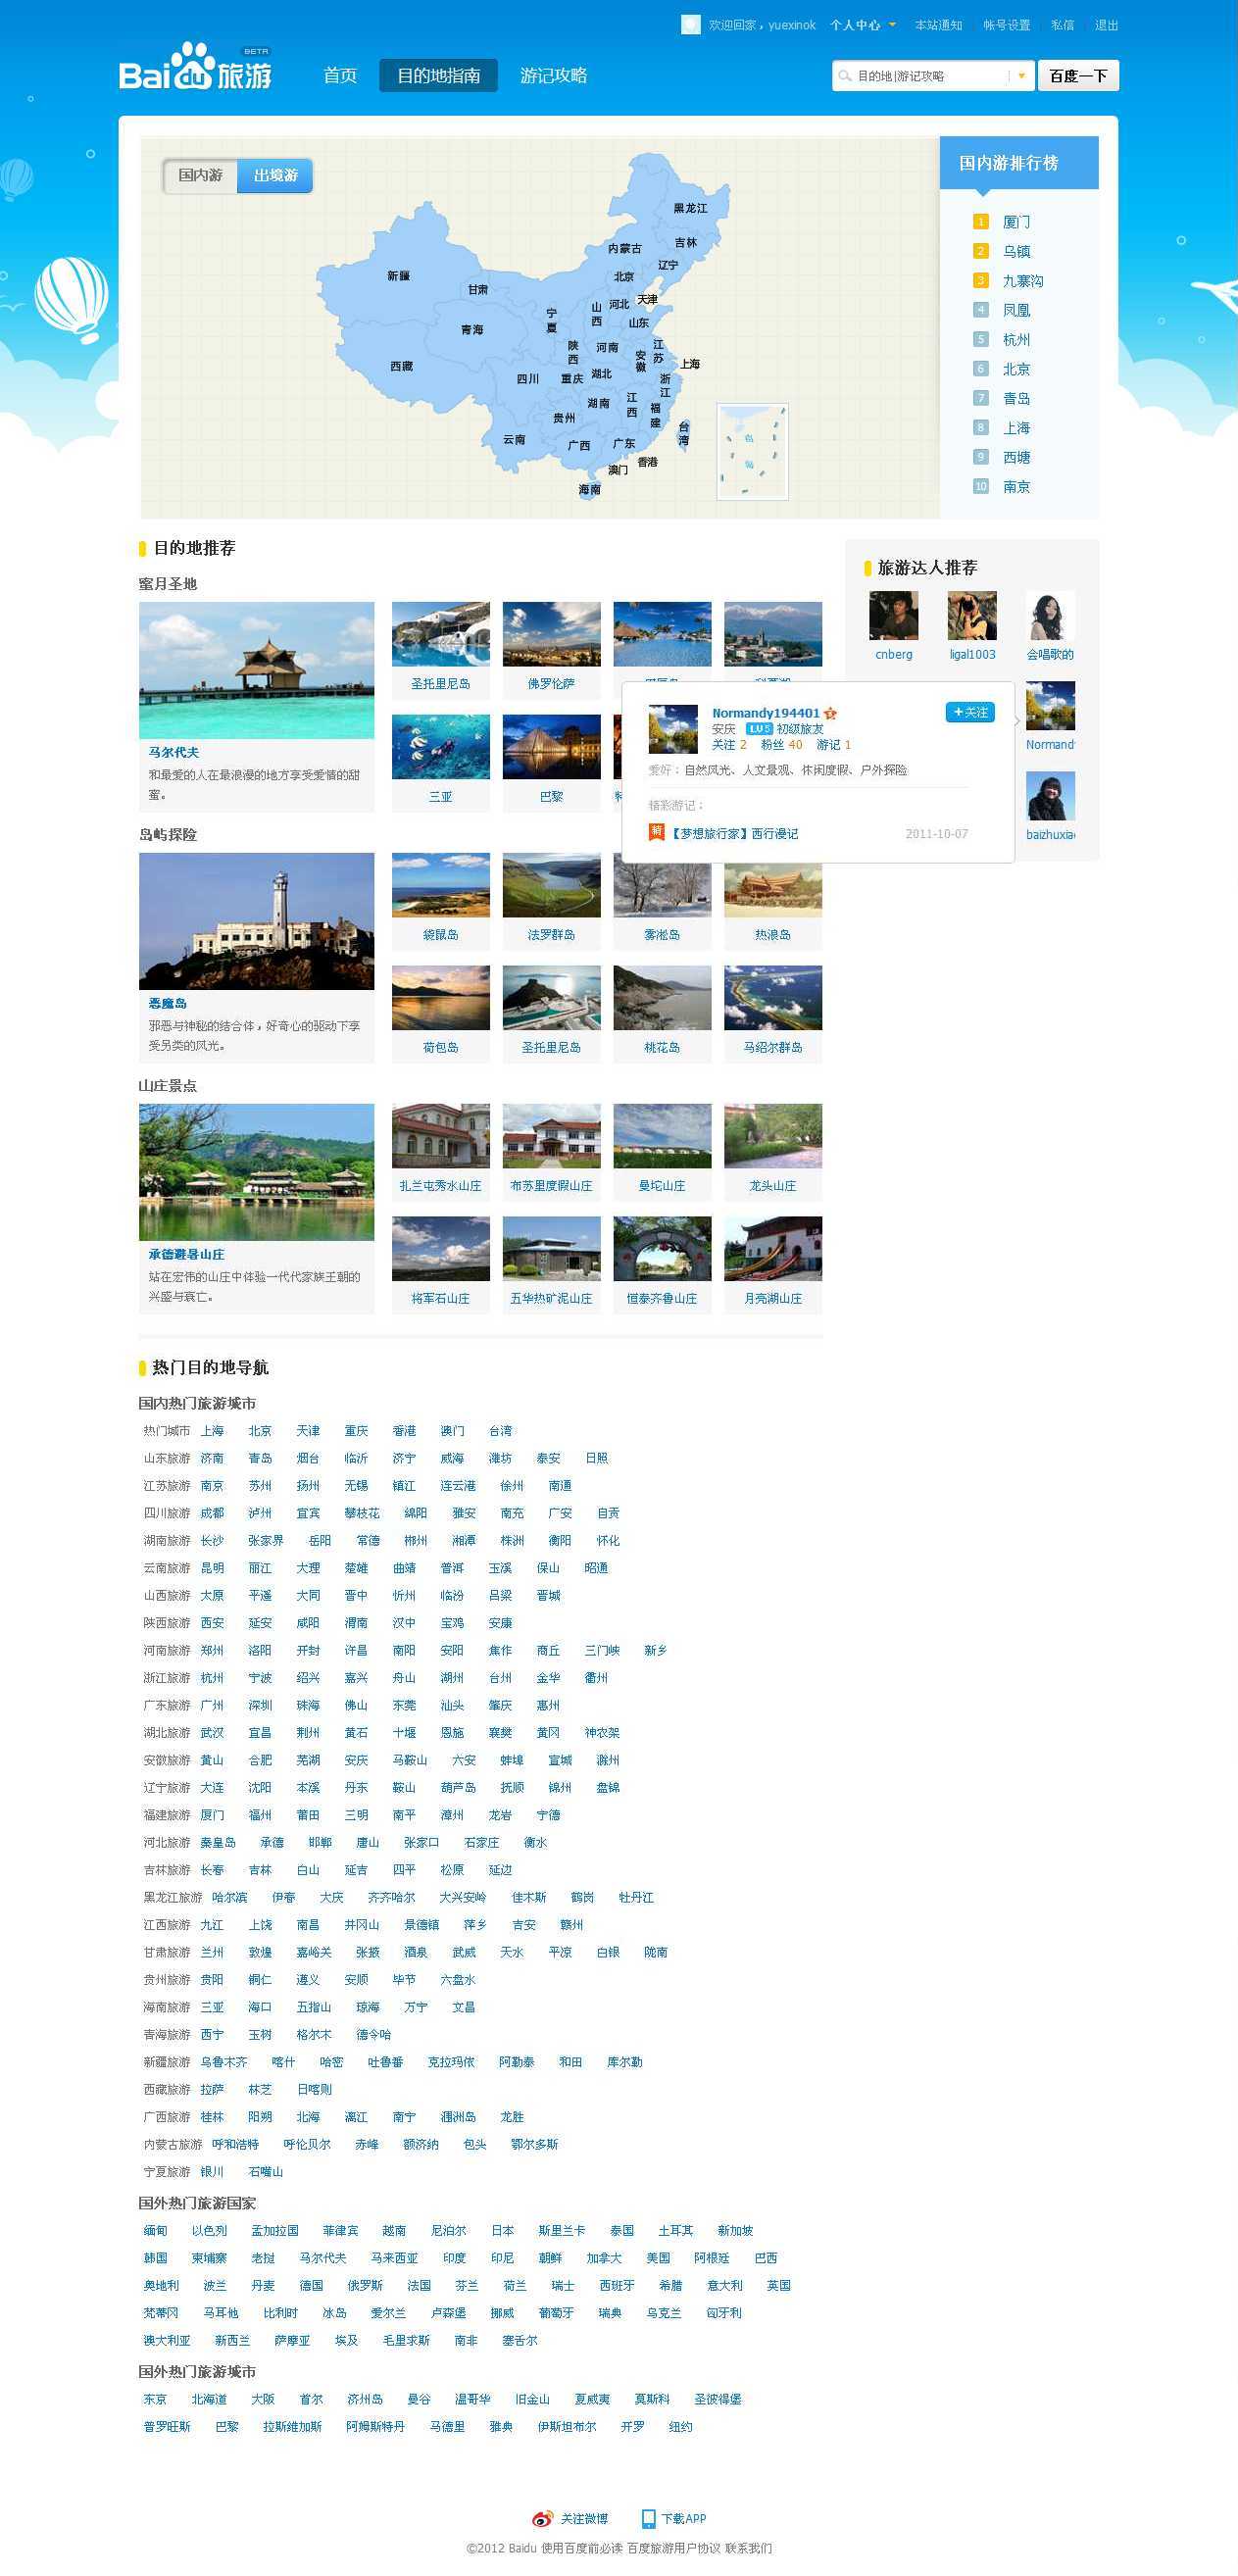 欢迎回家，yuexinok 个人中心 本站通知 帐号设置 私信 退出
Bai du 旅游 BETA
首页 目的地指南 游记攻略
目的地|游记攻略 百度一下
国内游 出境游
国内游排行榜
1 厦门
2 乌镇
3 九寨沟
4 凤凰
5 杭州
6 北京
7 青岛
8 上海
9 西塘
10 南京
黑龙江
吉林
内蒙古
辽宁
北京
新疆
甘肃
天津
河北
山西
宁夏
山东
青海
陕西
河南
江苏
安徽
上海
西藏
四川
重庆
湖北
浙江
湖南
江西
福建
贵州
台湾
云南
广西
广东
香港
澳门
海南
目的地推荐
蜜月圣地
马尔代夫
和最爱的人在最浪漫的地方享受爱情的甜
蜜。
圣托里尼岛 佛罗伦萨
三亚 巴黎
旅游达人推荐
cnberg ligal1003 会唱歌的
Normandy194401
+关注
安庆 LV5 初级旅友
关注 2 粉丝 40 游记 1
爱好：自然风光、人文景观、休闲度假、户外探险
精彩游记：
精 【梦想旅行家】西行漫记 2011-10-07
Normand
baizhuxia
岛屿探险
恶魔岛
邪恶与神秘的结合体，好奇心的驱动下享
受另类的风光。
袋鼠岛 法罗群岛 雾凇岛 热浪岛
荷包岛 圣托里尼岛 桃花岛 马绍尔群岛
山庄景点
承德避暑山庄
站在宏伟的山庄中体验一代代家族王朝的
兴盛与衰亡。
扎兰屯秀水山庄 布苏里度假山庄 曼坨山庄 龙头山庄
将军石山庄 五华热矿泥山庄 恒泰齐鲁山庄 月亮湖山庄
热门目的地导航
国内热门旅游城市
热门城市 上海 北京 天津 重庆 香港 澳门 台湾
山东旅游 济南 青岛 烟台 临沂 济宁 威海 潍坊 泰安 日照
江苏旅游 南京 苏州 扬州 无锡 镇江 连云港 徐州 南通
四川旅游 成都 泸州 宜宾 攀枝花 绵阳 雅安 南充 广安 自贡
湖南旅游 长沙 张家界 岳阳 常德 郴州 湘潭 株洲 衡阳 怀化
云南旅游 昆明 丽江 大理 楚雄 曲靖 普洱 玉溪 保山 昭通
山西旅游 太原 平遥 大同 晋中 忻州 临汾 吕梁 晋城
陕西旅游 西安 延安 咸阳 渭南 汉中 宝鸡 安康
河南旅游 郑州 洛阳 开封 许昌 南阳 安阳 焦作 商丘 三门峡 新乡
浙江旅游 杭州 宁波 绍兴 嘉兴 舟山 湖州 台州 金华 衢州
广东旅游 广州 深圳 珠海 佛山 东莞 汕头 肇庆 惠州
湖北旅游 武汉 宜昌 荆州 黄石 十堰 恩施 襄樊 黄冈 神农架
安徽旅游 黄山 合肥 芜湖 安庆 马鞍山 六安 蚌埠 宣城 滁州
辽宁旅游 大连 沈阳 本溪 丹东 鞍山 葫芦岛 抚顺 锦州 盘锦
福建旅游 厦门 福州 莆田 三明 南平 漳州 龙岩 宁德
河北旅游 秦皇岛 承德 邯郸 唐山 张家口 石家庄 衡水
吉林旅游 长春 吉林 白山 延吉 四平 松原 延边
黑龙江旅游 哈尔滨 伊春 大庆 齐齐哈尔 大兴安岭 佳木斯 鹤岗 牡丹江
江西旅游 九江 上饶 南昌 井冈山 景德镇 萍乡 吉安 赣州
甘肃旅游 兰州 敦煌 嘉峪关 张掖 酒泉 武威 天水 平凉 白银 陇南
贵州旅游 贵阳 铜仁 遵义 安顺 毕节 六盘水
海南旅游 三亚 海口 五指山 琼海 万宁 文昌
青海旅游 西宁 玉树 格尔木 德令哈
新疆旅游 乌鲁木齐 喀什 哈密 吐鲁番 克拉玛依 阿勒泰 和田 库尔勒
西藏旅游 拉萨 林芝 日喀则
广西旅游 桂林 阳朔 北海 漓江 南宁 涠洲岛 龙胜
内蒙古旅游 呼和浩特 呼伦贝尔 赤峰 额济纳 包头 鄂尔多斯
宁夏旅游 银川 石嘴山
国外热门旅游国家
缅甸 以色列 孟加拉国 菲律宾 越南 尼泊尔 日本 斯里兰卡 泰国 土耳其 新加坡
韩国 柬埔寨 老挝 马尔代夫 马来西亚 印度 印尼 朝鲜 加拿大 美国 阿根廷 巴西
奥地利 波兰 丹麦 德国 俄罗斯 法国 芬兰 荷兰 瑞士 西班牙 希腊 意大利 英国
梵蒂冈 马耳他 比利时 冰岛 爱尔兰 卢森堡 挪威 葡萄牙 瑞典 乌克兰 匈牙利
澳大利亚 新西兰 萨摩亚 埃及 毛里求斯 南非 塞舌尔
国外热门旅游城市
东京 北海道 大阪 首尔 济州岛 曼谷 温哥华 旧金山 夏威夷 莫斯科 圣彼得堡
普罗旺斯 巴黎 拉斯维加斯 阿姆斯特丹 马德里 雅典 伊斯坦布尔 开罗 纽约
关注微博 下载APP
©2012 Baidu 使用百度前必读 百度旅游用户协议 联系我们